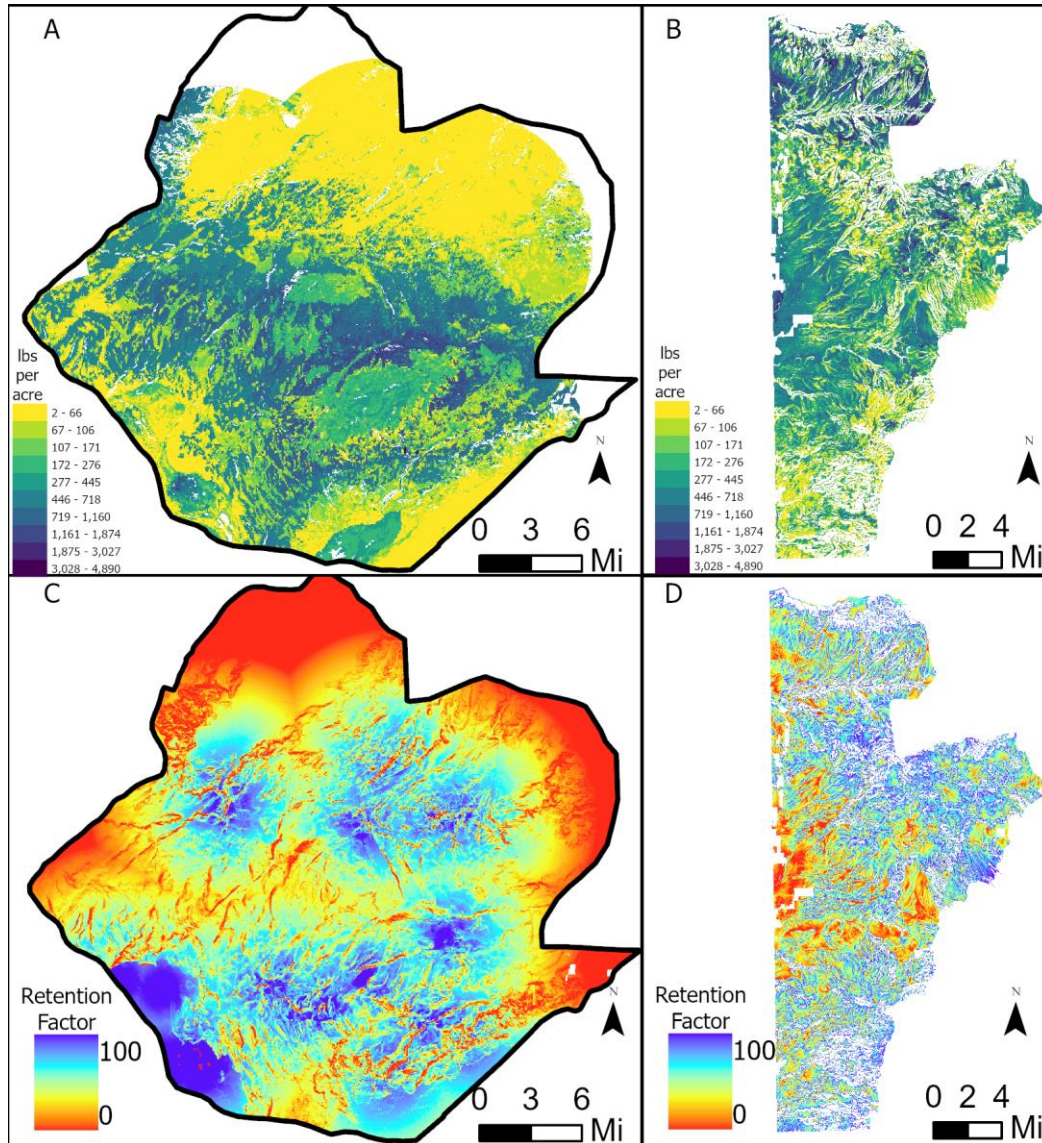 A
lbs
per
acre
2 - 66
67 - 106
107 - 171
172 - 276
277 - 445
446 - 718
719 - 1,160
1,161 - 1,874
1,875 - 3,027
3,028 - 4,890
N
0 3 6
Mi
B
lbs
per
acre
2 - 66
67 - 106
107 - 171
172 - 276
277 - 445
446 - 718
719 - 1,160
1,161 - 1,874
1,875 - 3,027
3,028 - 4,890
N
0 2 4
Mi
C
Retention
Factor
100
0
N
0 3 6
Mi
D
Retention
Factor
100
0
N
0 2 4
Mi